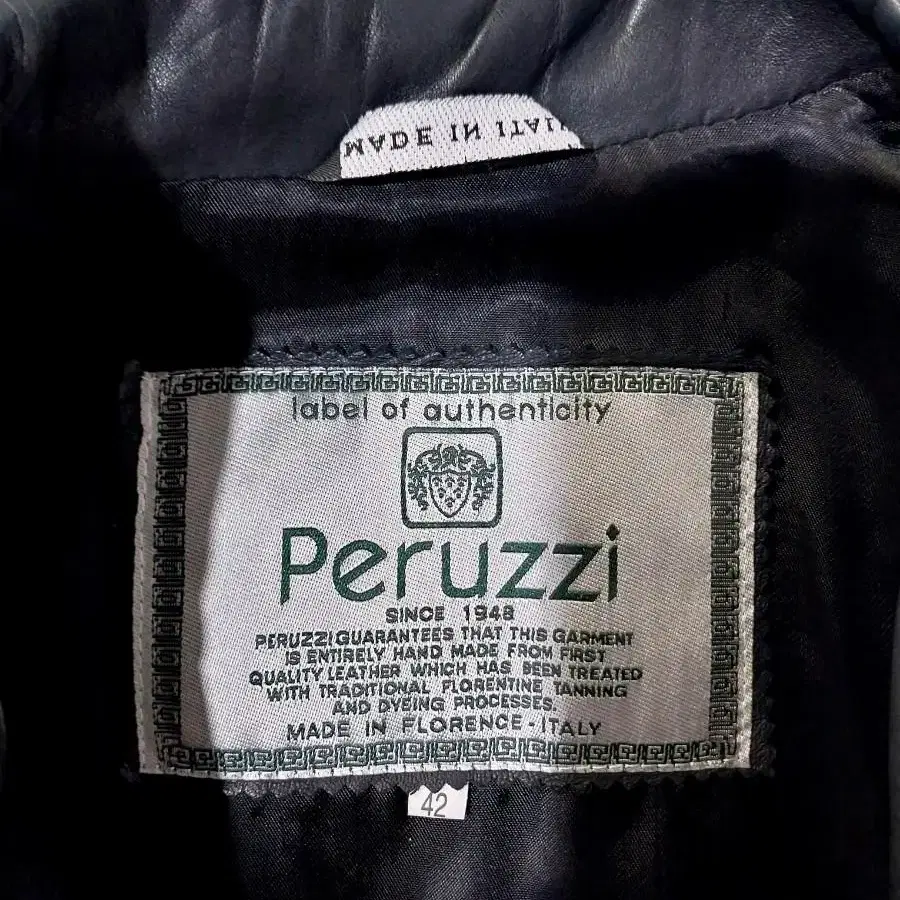 MADE IN ITALY
label of authenticity
Peruzzi
SINCE 1948
PERUZZI GUARANTEES THAT THIS GARMENT
IS ENTIRELY HAND MADE FROM FIRST
QUALITY LEATHER WHICH HAS BEEN TREATED
WITH TRADITIONAL FLORENTINE TANNING
AND DYEING PROCESSES.
MADE IN FLORENCE - ITALY
42